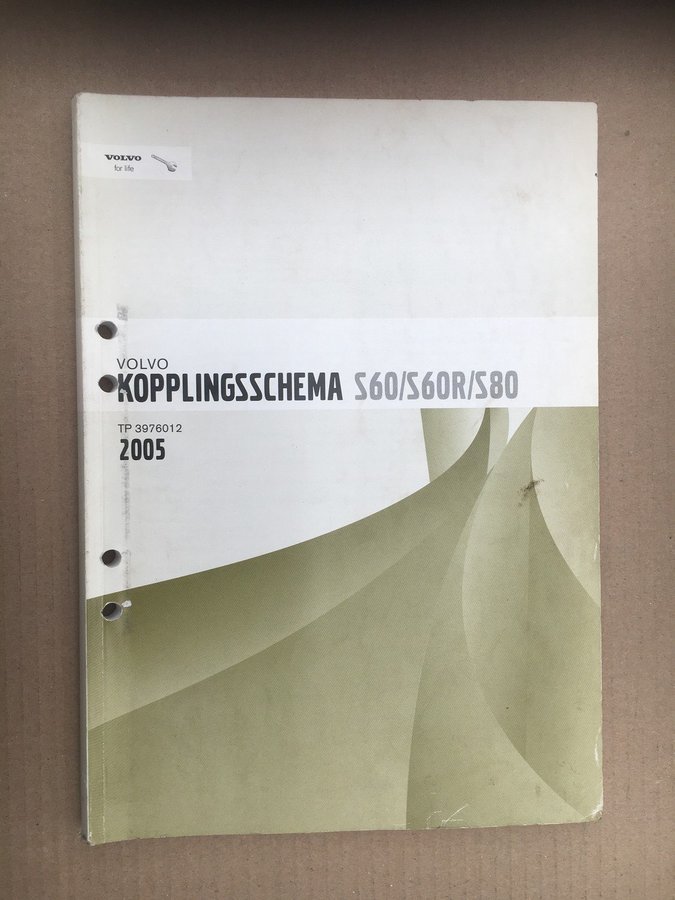 VOLVO
for life
VOLVO
KOPPLINGSSCHEMA S60/S60R/S80
TP 3976012
2005